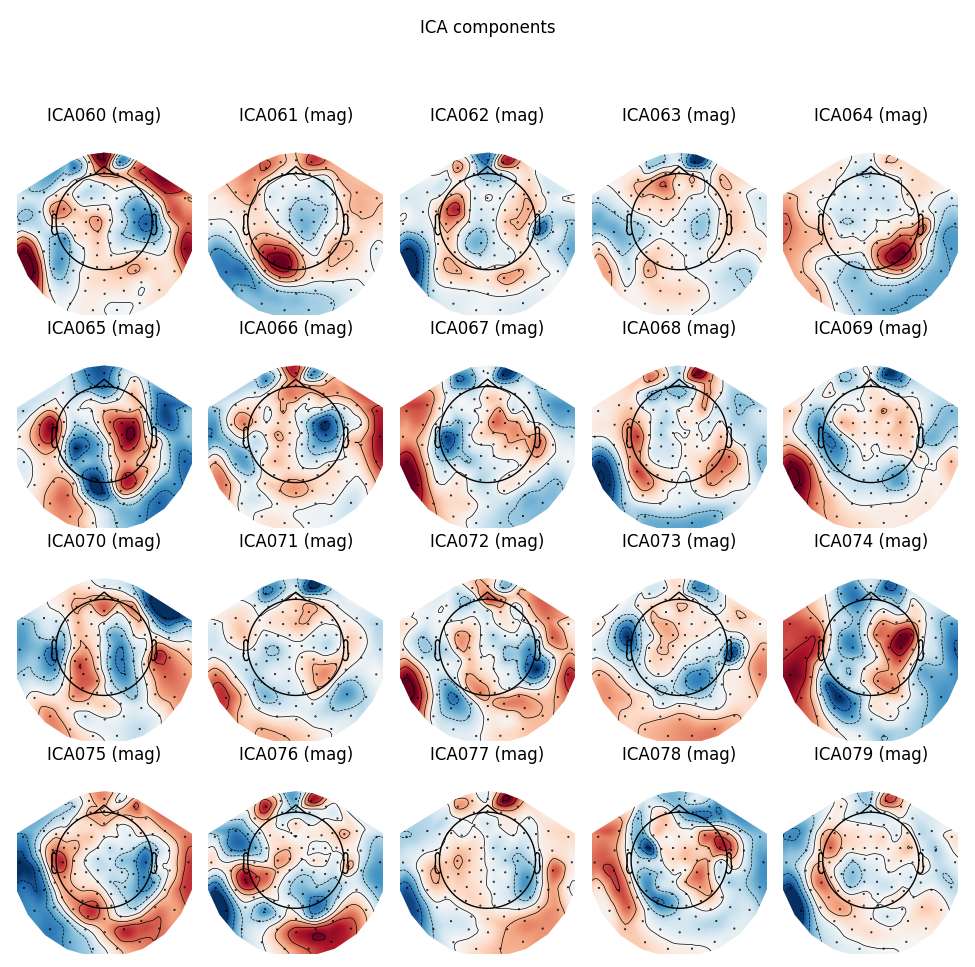 ICA components
ICA060 (mag) ICA061 (mag) ICA062 (mag) ICA063 (mag) ICA064 (mag)
ICA065 (mag) ICA066 (mag) ICA067 (mag) ICA068 (mag) ICA069 (mag)
ICA070 (mag) ICA071 (mag) ICA072 (mag) ICA073 (mag) ICA074 (mag)
ICA075 (mag) ICA076 (mag) ICA077 (mag) ICA078 (mag) ICA079 (mag)